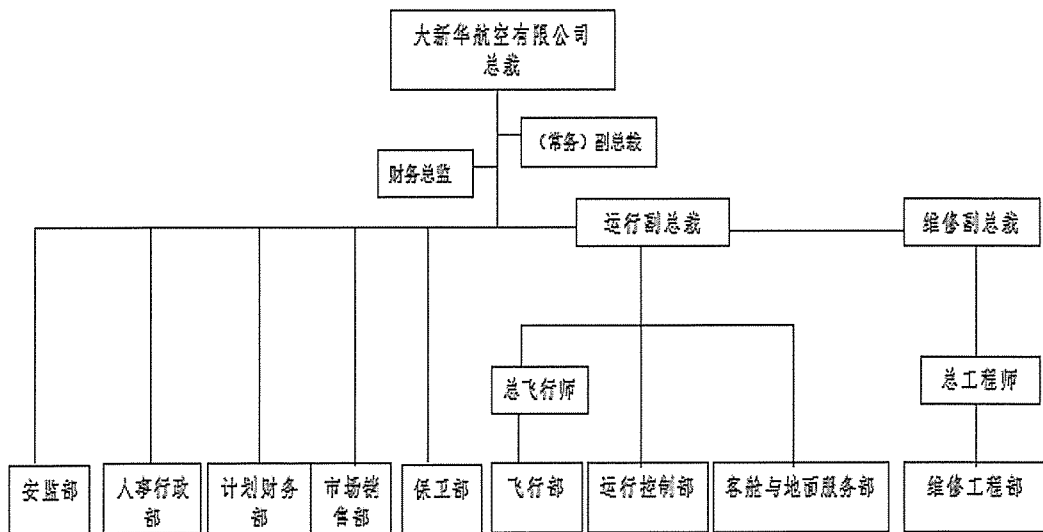 大新华航空有限公司
总裁
（常务）副总裁
财务总监
运行副总裁
维修副总裁
总飞行师
总工程师
安监部
人事行政
部
计划财务
部
市场销
售部
保卫部
飞行部
运行控制部
客舱与地面服务部
维修工程部